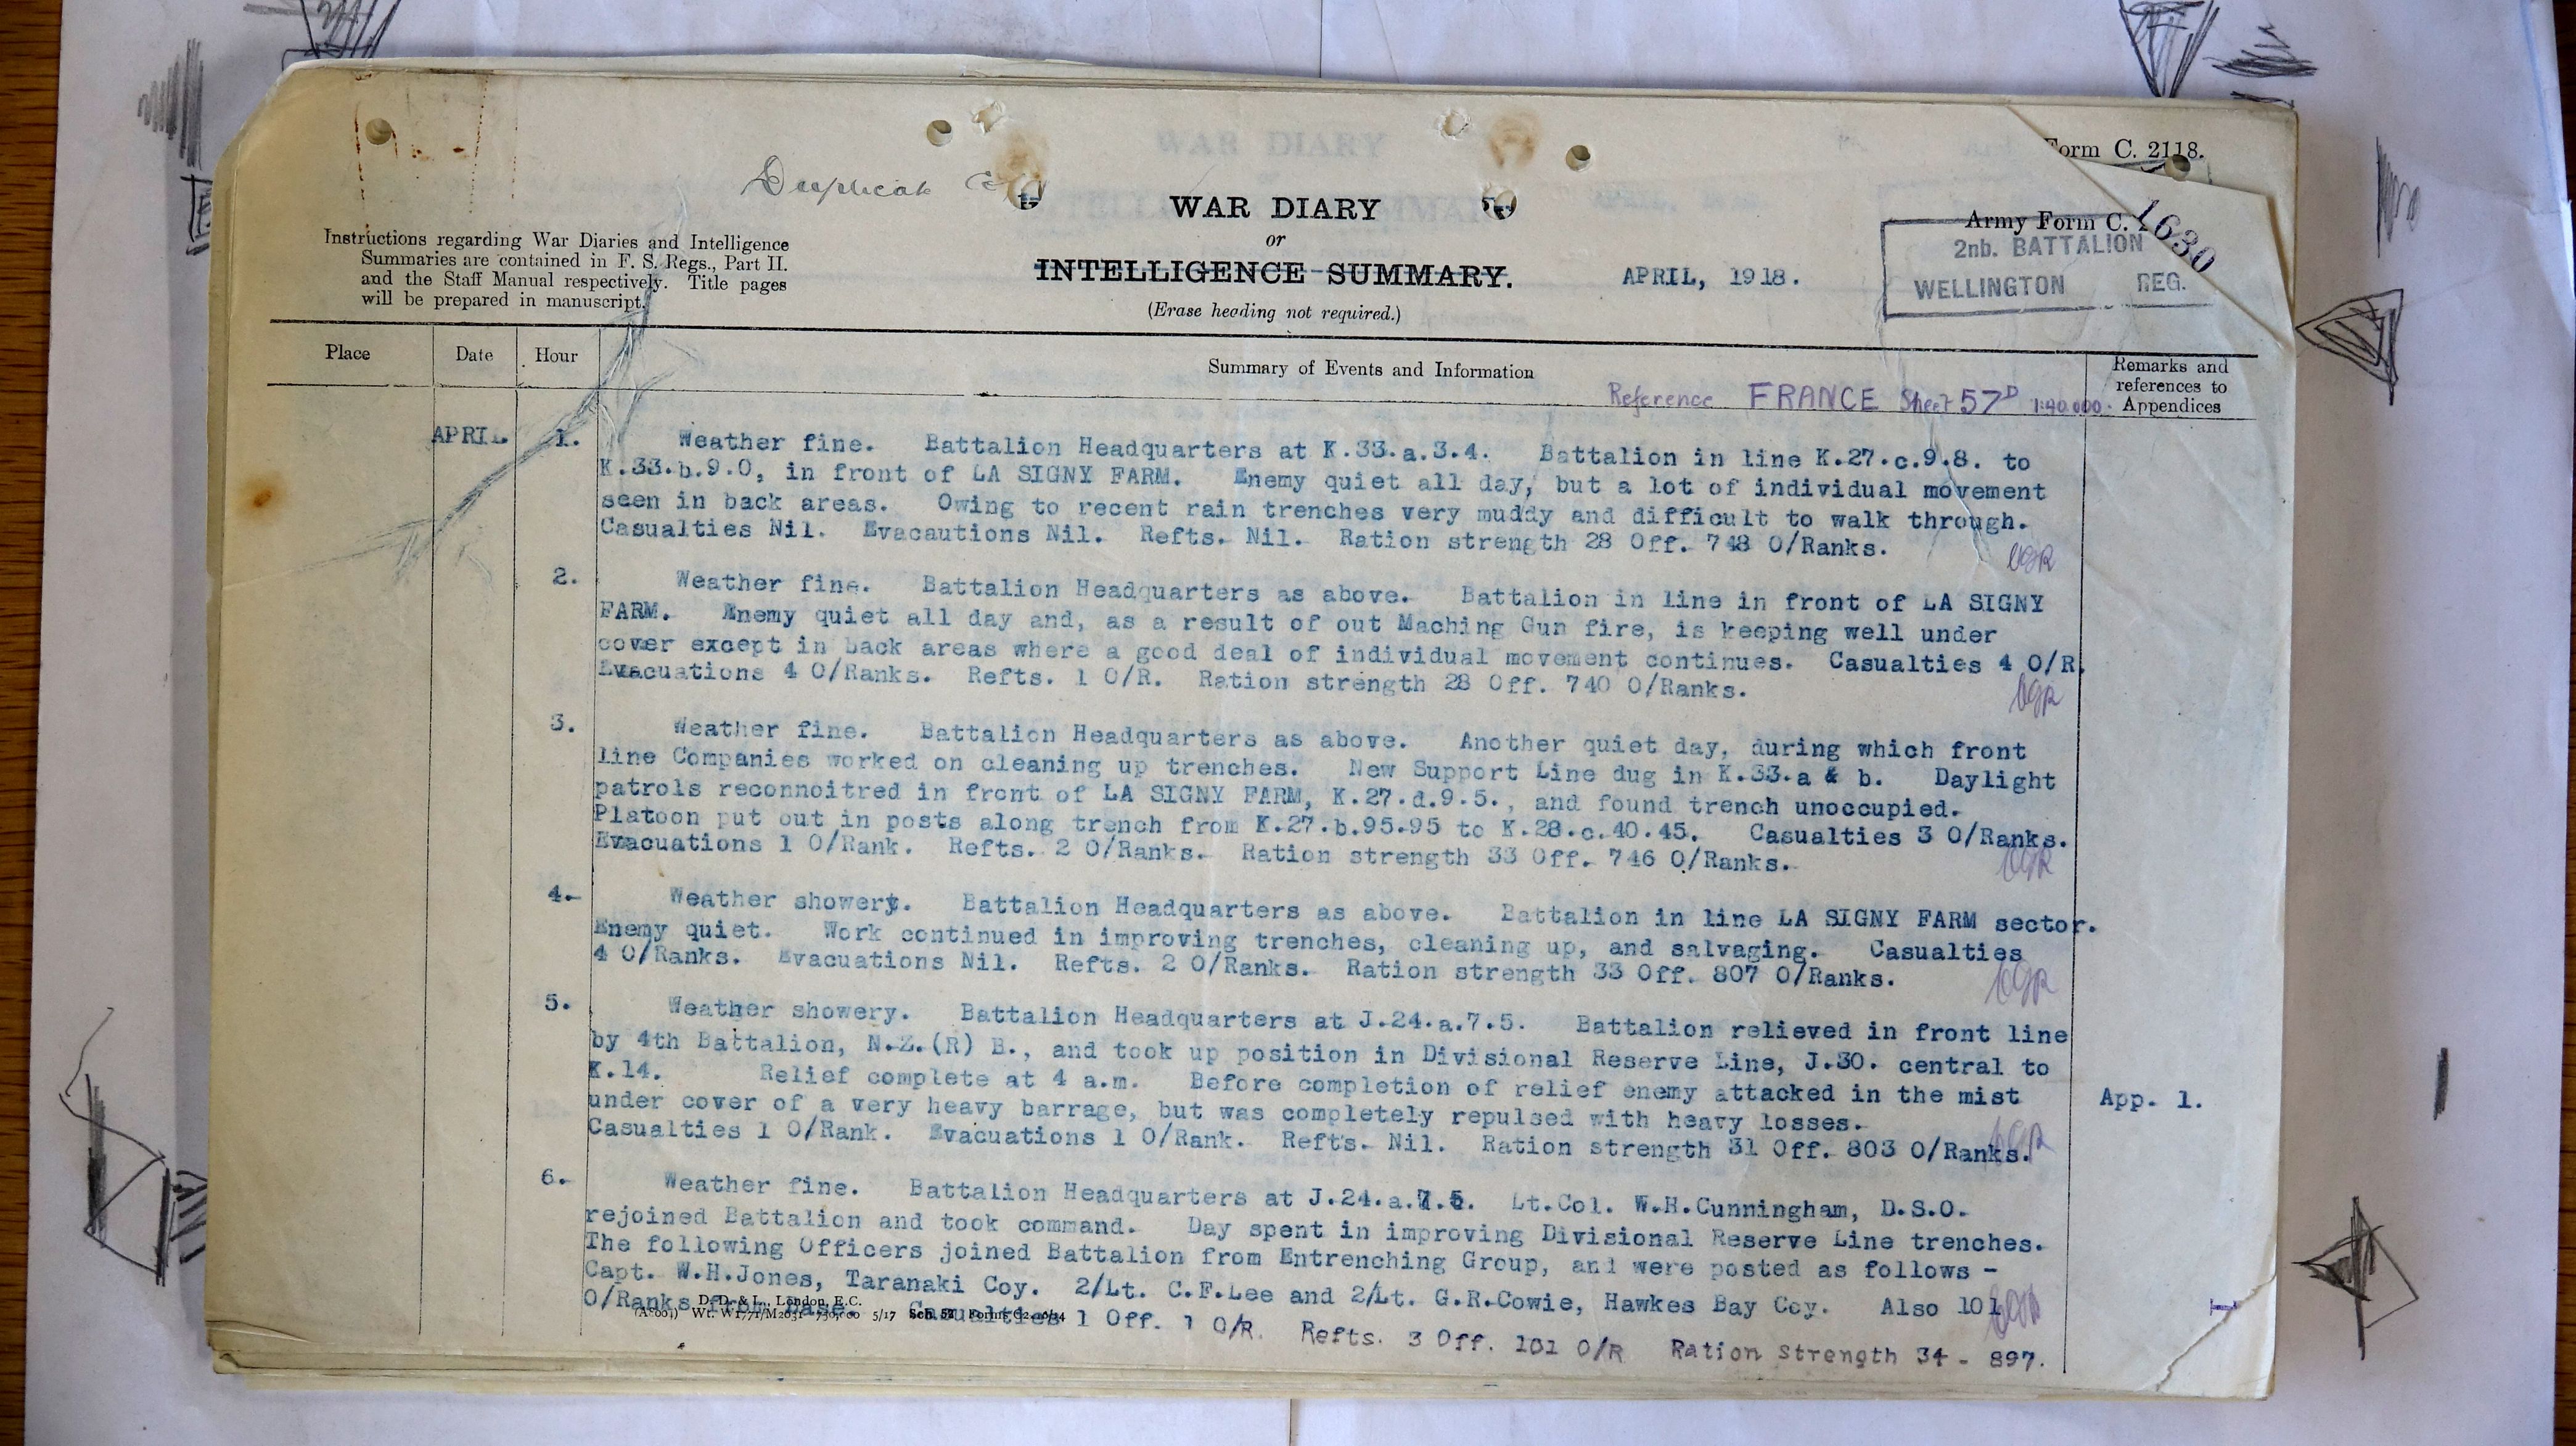 Form C. 2118.
Duplicate
WAR DIARY
or
INTELLIGENCE SUMMARY.
(Erase heading not required.)
Instructions regarding War Diaries and Intelligence
Summaries are contained in F. S. Regs., Part II.
and the Staff Manual respectively. Title pages
will be prepared in manuscript.
APRIL, 1918.
Army Form C.
1630
2nb. BATTALION
WELLINGTON REG.
Place Date Hour Summary of Events and Information Remarks and
references to
Appendices
Reference FRANCE Sheet 57D 1:40.000.
APRIL. 1. Weather fine. Battalion Headquarters at K.33.a.3.4. Battalion in line K.27.c.9.8. to
K.33.b.9.0, in front of LA SIGNY FARM. Enemy quiet all day, but a lot of individual movement
seen in back areas. Owing to recent rain trenches very muddy and difficult to walk through.
Casualties Nil. Evacautions Nil. Refts. Nil. Ration strength 28 Off. 748 O/Ranks.
2. Weather fine. Battalion Headquarters as above. Battalion in line in front of LA SIGNY
FARM. Enemy quiet all day and, as a result of out Maching Gun fire, is keeping well under
cover except in back areas where a good deal of individual movement continues. Casualties 4 O/R.
Evacuations 4 O/Ranks. Refts. 1 O/R. Ration strength 28 Off. 740 O/Ranks.
3. Weather fine. Battalion Headquarters as above. Another quiet day, during which front
line Companies worked on cleaning up trenches. New Support Line dug in K.33.a & b. Daylight
patrols reconnoitred in front of LA SIGNY FARM, K.27.d.9.5., and found trench unoccupied.
Platoon put out in posts along trench from K.27.b.95.95 to K.28.c.40.45. Casualties 3 O/Ranks.
Evacuations 1 O/Rank. Refts. 2 O/Ranks. Ration strength 33 Off. 746 O/Ranks.
4. Weather showery. Battalion Headquarters as above. Battalion in line LA SIGNY FARM sector.
Enemy quiet. Work continued in improving trenches, cleaning up, and salvaging. Casualties
4 O/Ranks. Evacuations Nil. Refts. 2 O/Ranks. Ration strength 33 Off. 807 O/Ranks.
5. Weather showery. Battalion Headquarters at J.24.a.7.5. Battalion relieved in front line
by 4th Battalion, N.Z.(R) B., and took up position in Divisional Reserve Line, J.30. central to
K.14. Relief complete at 4 a.m. Before completion of relief enemy attacked in the mist
under cover of a very heavy barrage, but was completely repulsed with heavy losses. App. 1.
Casualties 1 O/Rank. Evacuations 1 O/Rank. Refts. Nil. Ration strength 31 Off. 803 O/Ranks.
6. Weather fine. Battalion Headquarters at J.24.a.7.5. Lt.Col. W.H.Cunningham, D.S.O.
rejoined Battalion and took command. Day spent in improving Divisional Reserve Line trenches.
The following Officers joined Battalion from Entrenching Group, and were posted as follows -
Capt. W.H.Jones, Taranaki Coy. 2/Lt. C.F.Lee and 2/Lt. G.R.Cowie, Hawkes Bay Coy. Also 101
O/Ranks from Base. Casualties 1 Off. 1 O/R. Refts. 3 Off. 101 O/R Ration strength 34 - 897.
D. D. & L., London, E.C.
5/17 Sch. 52